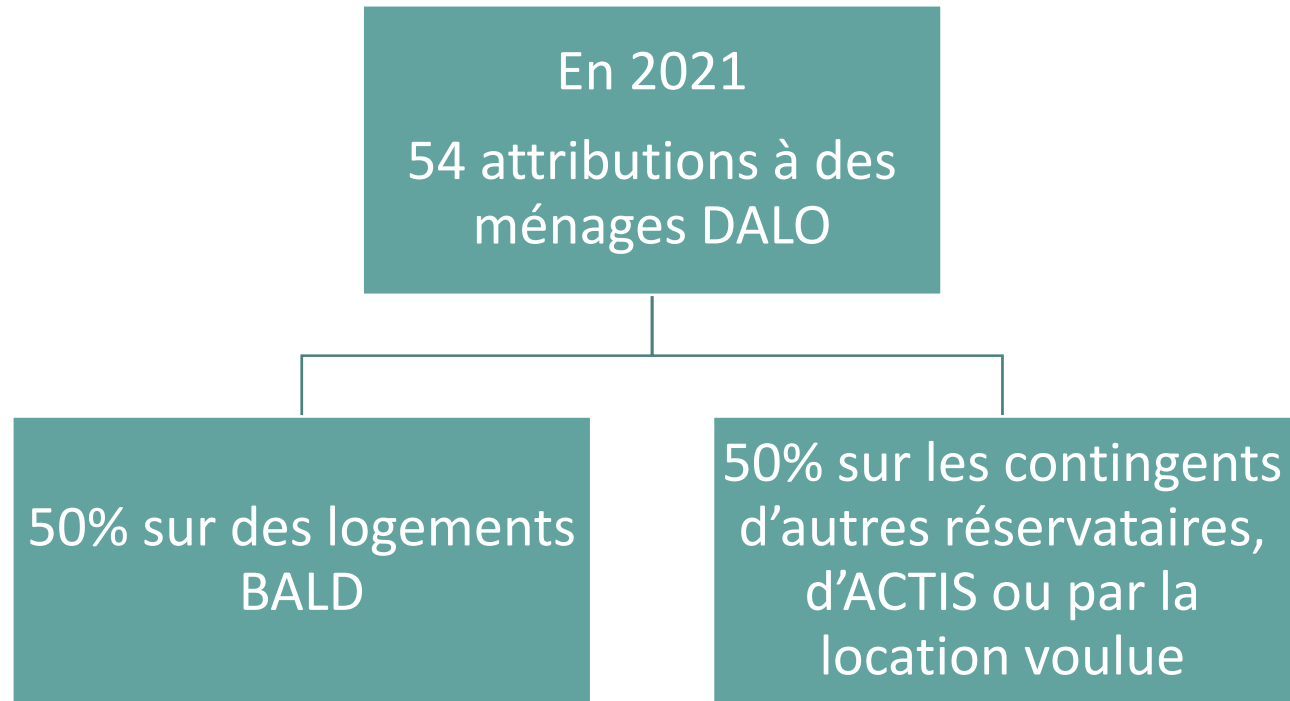 En 2021
54 attributions à des
ménages DALO
50% sur des logements
BALD
50% sur les contingents
d’autres réservataires,
d’ACTIS ou par la
location voulue